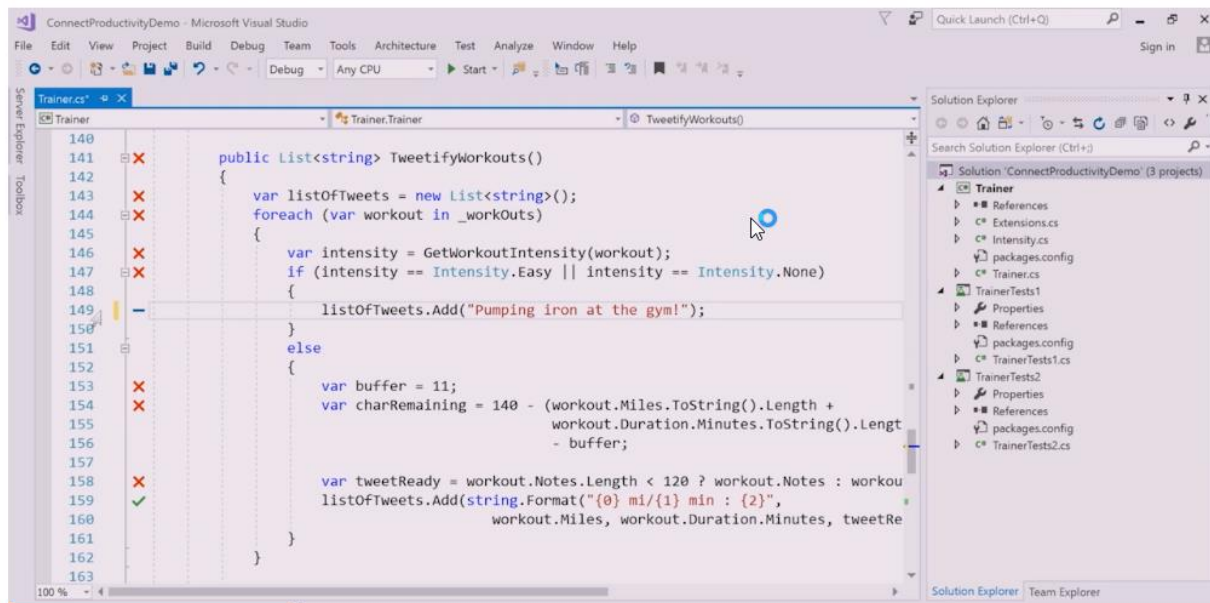 ConnectProductivityDemo - Microsoft Visual Studio
Quick Launch (Ctrl+Q)
File Edit View Project Build Debug Team Tools Architecture Test Analyze Window Help
Sign in
Debug Any CPU Start
Server Explorer
Toolbox
Trainer.cs*
Trainer
Trainer.Trainer
TweetifyWorkouts()
140
141 public List<string> TweetifyWorkouts()
142 {
143 var listOfTweets = new List<string>();
144 foreach (var workout in _workOuts)
145 {
146 var intensity = GetWorkoutIntensity(workout);
147 if (intensity == Intensity.Easy || intensity == Intensity.None)
148 {
149 listOfTweets.Add("Pumping iron at the gym!");
150 }
151 else
152 {
153 var buffer = 11;
154 var charRemaining = 140 - (workout.Miles.ToString().Length +
155 workout.Duration.Minutes.ToString().Lengt
156 - buffer;
157
158 var tweetReady = workout.Notes.Length < 120 ? workout.Notes : workou
159 listOfTweets.Add(string.Format("{0} mi/{1} min : {2}",
160 workout.Miles, workout.Duration.Minutes, tweetRe
161 }
162 }
163
100 %
Solution Explorer
Search Solution Explorer (Ctrl+;)
Solution 'ConnectProductivityDemo' (3 projects)
C# Trainer
References
C# Extensions.cs
C# Intensity.cs
packages.config
C# Trainer.cs
TrainerTests1
Properties
References
packages.config
C# TrainerTests1.cs
TrainerTests2
Properties
References
packages.config
C# TrainerTests2.cs
Solution Explorer Team Explorer